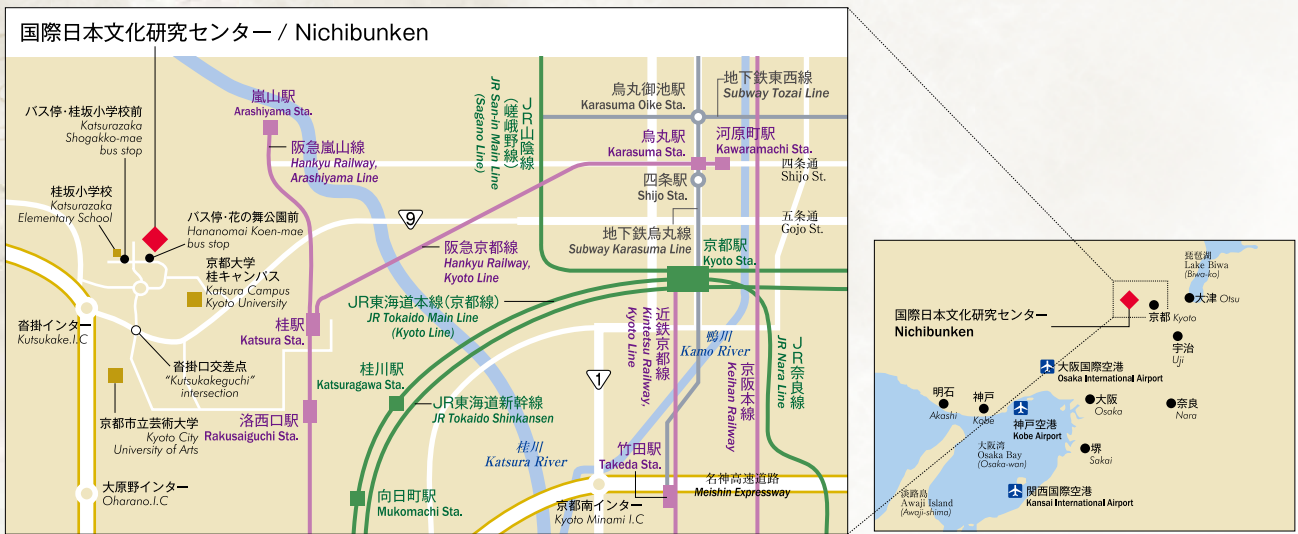 国際日本文化研究センター / Nichibunken
バス停・桂坂小学校前
Katsurazaka
Shogakko-mae
bus stop
嵐山駅
Arashiyama Sta.
阪急嵐山線
Hankyu Railway,
Arashiyama Line
桂坂小学校
Katsurazaka
Elementary School
バス停・花の舞公園前
Hananomai Koen-mae
bus stop
京都大学
桂キャンパス
Katsura Campus
Kyoto University
沓掛インター
Kutsukake.I.C
沓掛口交差点
“Kutsukakeguchi”
intersection
京都市立芸術大学
Kyoto City
University of Arts
大原野インター
Oharano.I.C
桂駅
Katsura Sta.
洛西口駅
Rakusaiguchi Sta.
9
阪急京都線
Hankyu Railway,
Kyoto Line
JR山陰線
(嵯峨野線)
JR San-in Main Line
(Sagano Line)
烏丸御池駅
Karasuma Oike Sta.
地下鉄東西線
Subway Tozai Line
烏丸駅
Karasuma Sta.
河原町駅
Kawaramachi Sta.
四条駅
Shijo Sta.
四条通
Shijo St.
五条通
Gojo St.
地下鉄烏丸線
Subway Karasuma Line
京都駅
Kyoto Sta.
JR東海道本線(京都線)
JR Tokaido Main Line
(Kyoto Line)
桂川駅
Katsuragawa Sta.
JR東海道新幹線
JR Tokaido Shinkansen
向日町駅
Mukomachi Sta.
桂川
Katsura River
1
近鉄京都線
Kintetsu Railway,
Kyoto Line
鴨川
Kamo River
京阪本線
Keihan Railway
JR奈良線
JR Nara Line
竹田駅
Takeda Sta.
名神高速道路
Meishin Expressway
京都南インター
Kyoto Minami I.C
琵琶湖
Lake Biwa
(Biwa-ko)
大津 Otsu
京都 Kyoto
国際日本文化研究センター
Nichibunken
宇治
Uji
大阪国際空港
Osaka International Airport
明石
Akashi
神戸
Kobe
神戸空港
Kobe Airport
大阪
Osaka
奈良
Nara
大阪湾
Osaka Bay
(Osaka-wan)
堺
Sakai
淡路島
Awaji Island
(Awaji-shima)
関西国際空港
Kansai International Airport